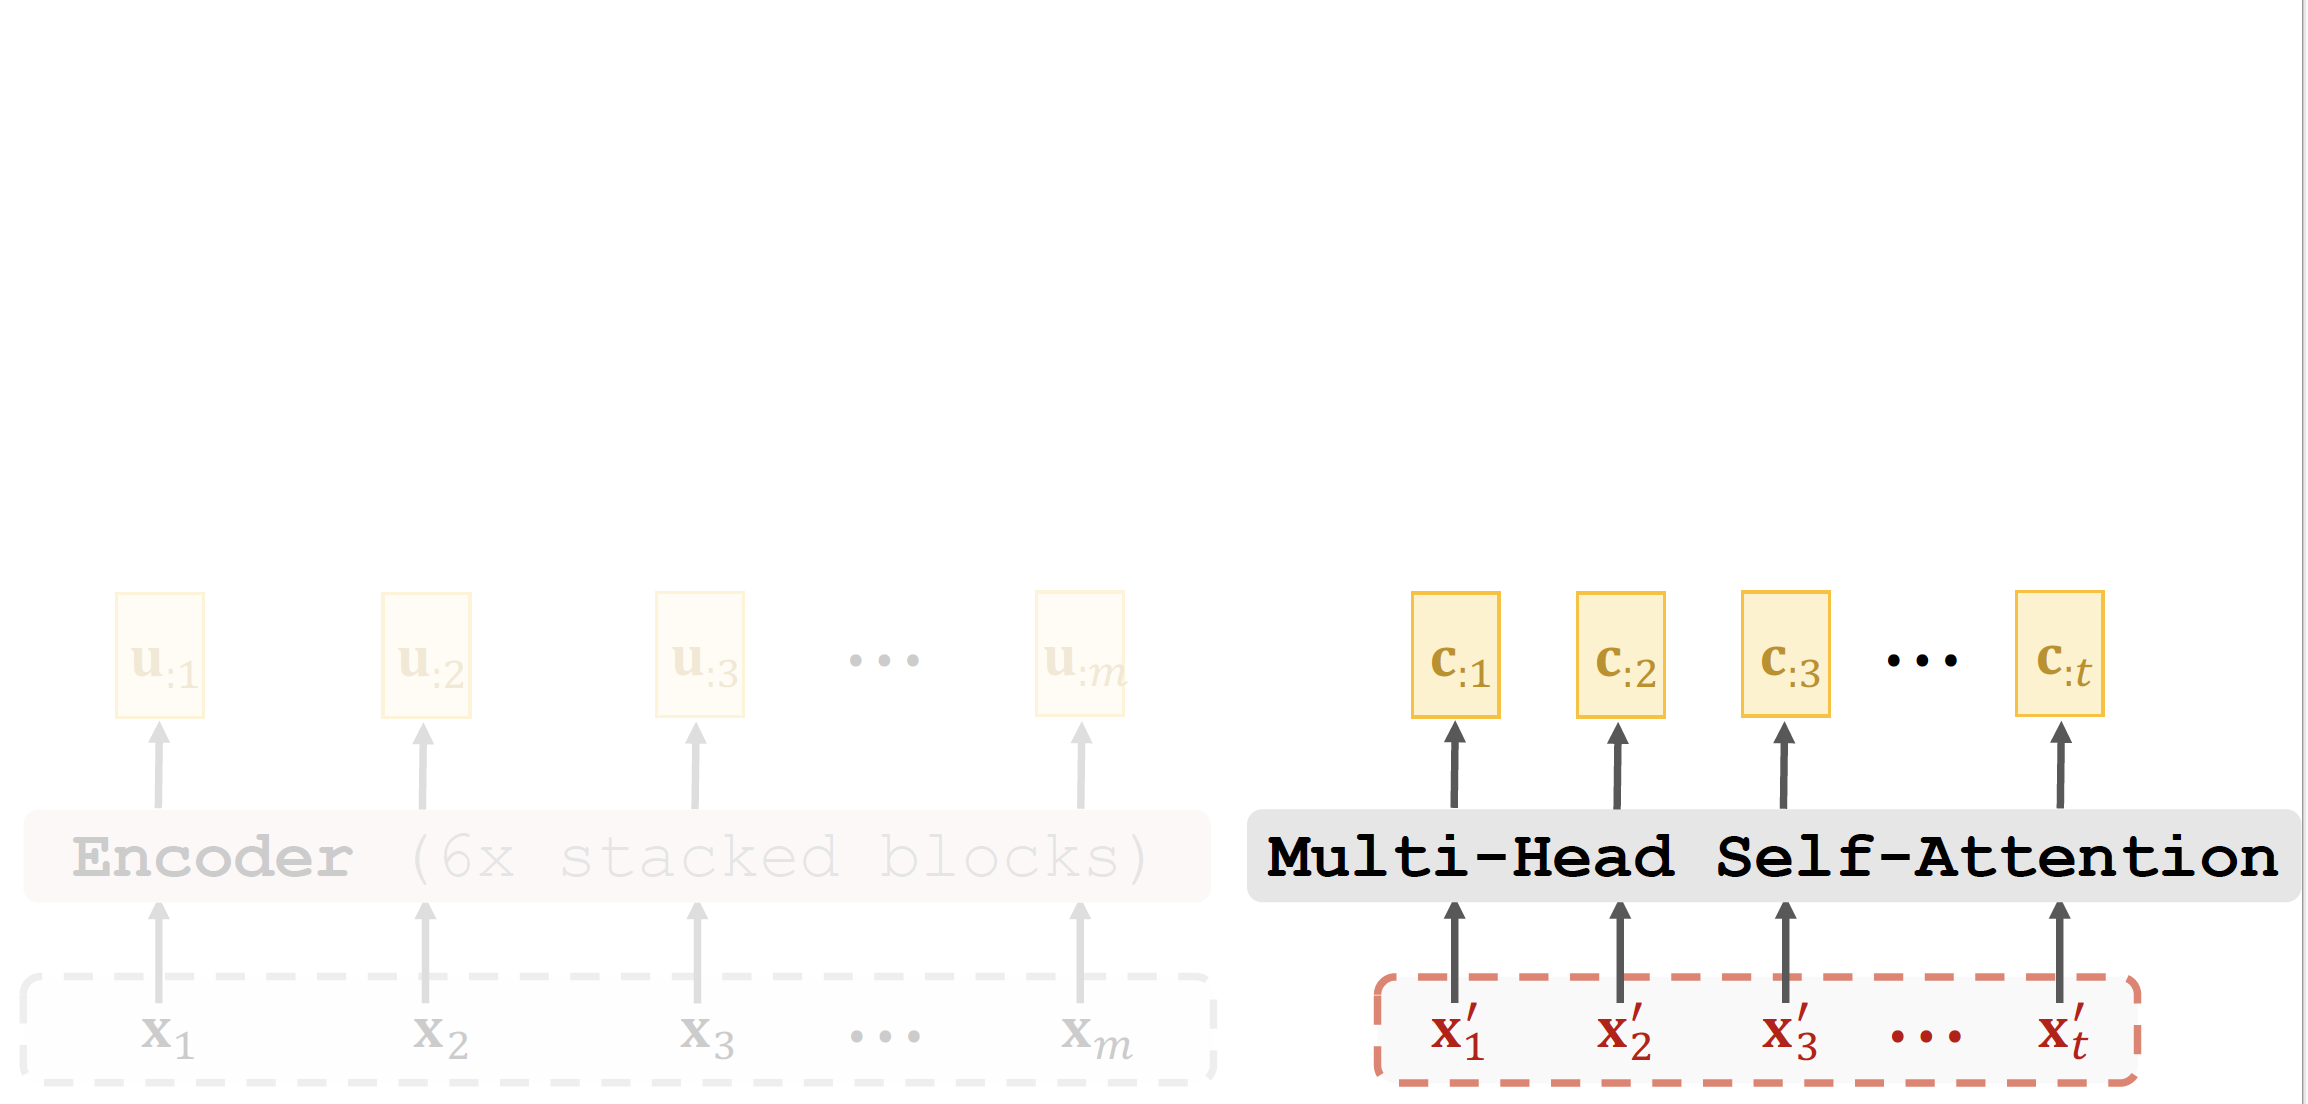 u:1 u:2 u:3 ... u:m c:1 c:2 c:3 ... c:t
Encoder (6x stacked blocks) Multi-Head Self-Attention
x1 x2 x3 ... xm x′1 x′2 x′3 ... x′t